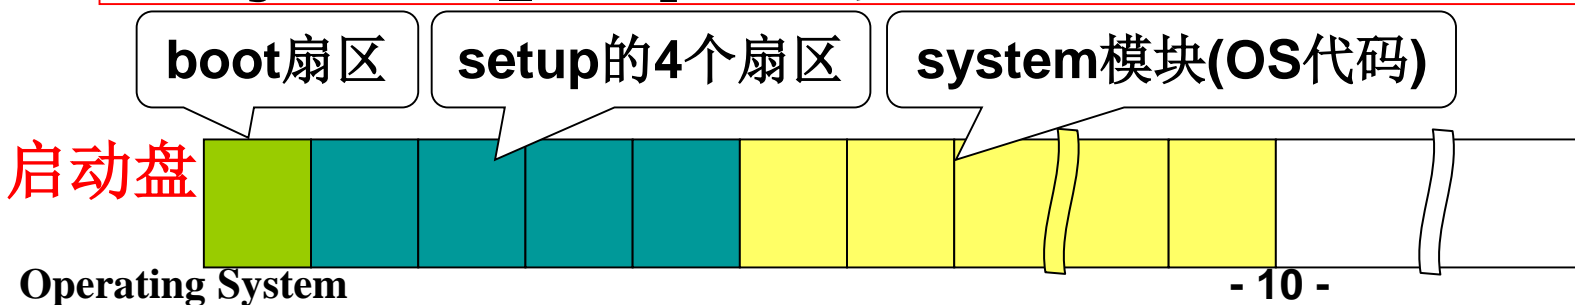 boot扇区
setup的4个扇区
system模块(OS代码)
启动盘
Operating System
- 10 -